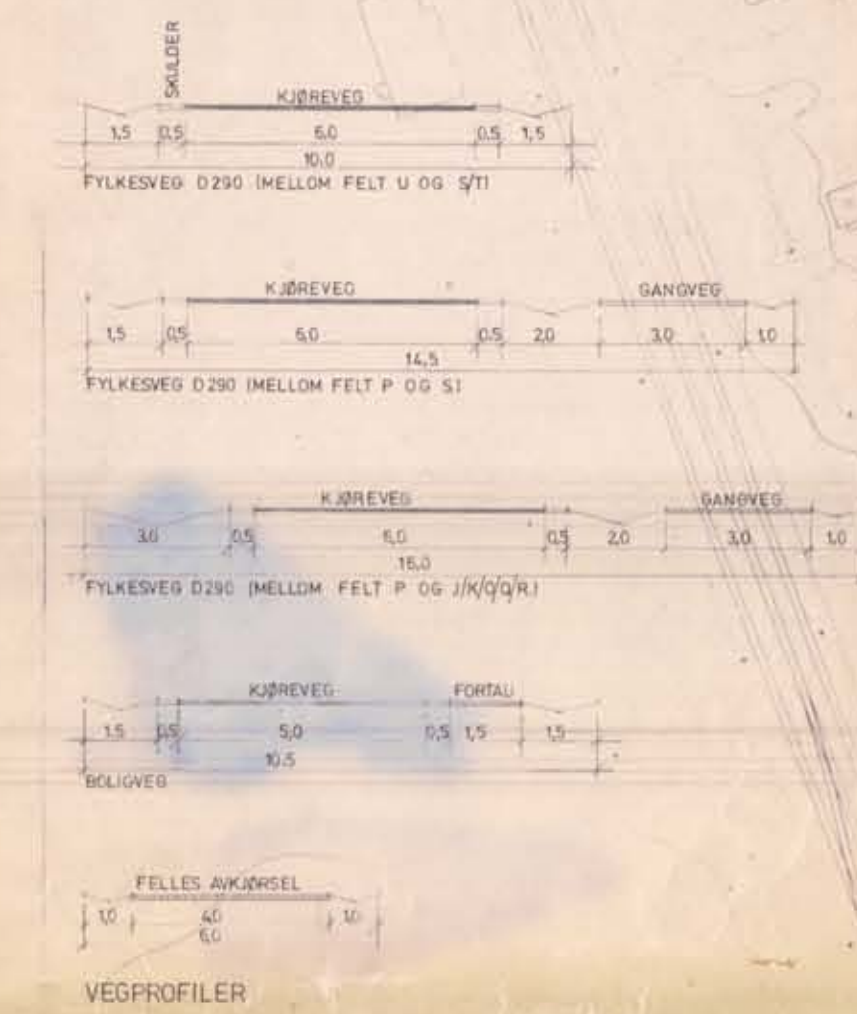 SKULDER
KJØREVEG
1,5 0,5 6,0 0,5 1,5
10,0
FYLKESVEG D290 (MELLOM FELT U OG S/T)
KJØREVEG GANGVEG
1,5 0,5 6,0 0,5 2,0 3,0 1,0
14,5
FYLKESVEG D290 (MELLOM FELT P OG S)
KJØREVEG GANGVEG
3,0 0,5 6,0 0,5 2,0 3,0 1,0
16,0
FYLKESVEG D290 (MELLOM FELT P OG
KJØREVEG FORTAU
1,5 0,5 5,0 0,5 1,5 1,5
10,5
BOLIGVEG
FELLES AVKJØRSEL
1,0 4,0 1,0
6,0
VEGPROFILER